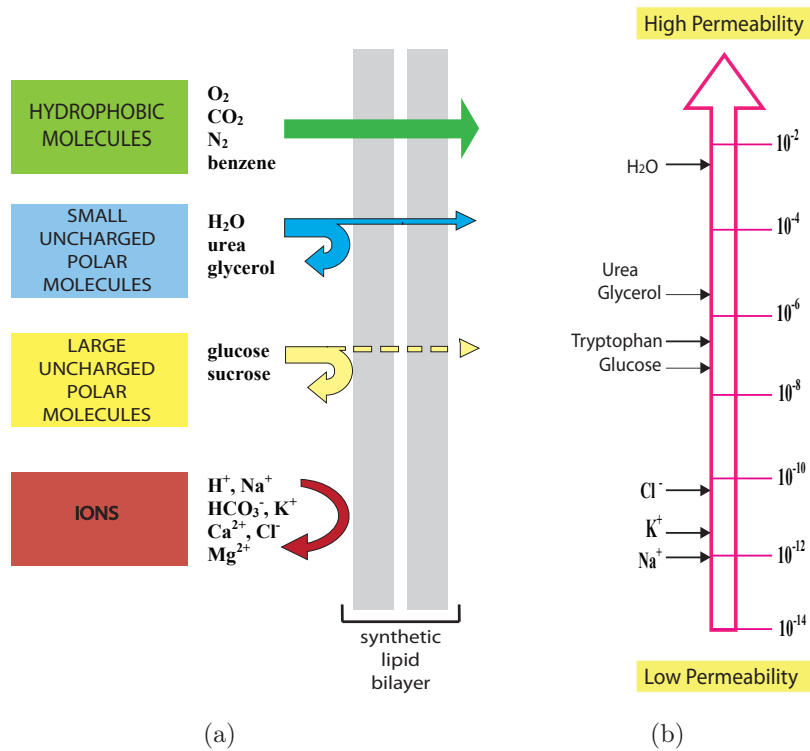 HYDROPHOBIC
MOLECULES
O₂
CO₂
N₂
benzene
SMALL
UNCHARGED
POLAR
MOLECULES
H₂O
urea
glycerol
LARGE
UNCHARGED
POLAR
MOLECULES
glucose
sucrose
IONS
H⁺, Na⁺
HCO₃⁻, K⁺
Ca²⁺, Cl⁻
Mg²⁺
synthetic
lipid
bilayer
(a)
High Permeability
10⁻²
H₂O
10⁻⁴
Urea
Glycerol
10⁻⁶
Tryptophan
Glucose
10⁻⁸
10⁻¹⁰
Cl⁻
K⁺
10⁻¹²
Na⁺
10⁻¹⁴
Low Permeability
(b)